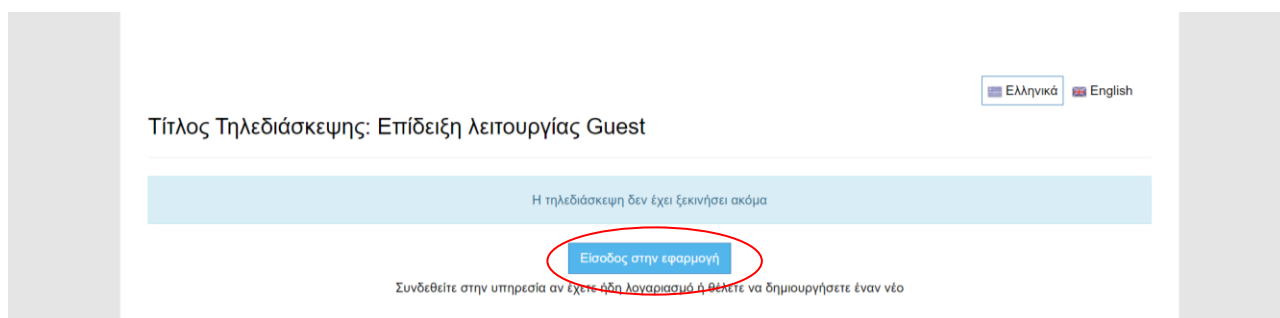 Ελληνικά English
Τίτλος Τηλεδιάσκεψης: Επίδειξη λειτουργίας Guest
Η τηλεδιάσκεψη δεν έχει ξεκινήσει ακόμα
Είσοδος στην εφαρμογή
Συνδεθείτε στην υπηρεσία αν έχετε ήδη λογαριασμό ή θέλετε να δημιουργήσετε έναν νέο